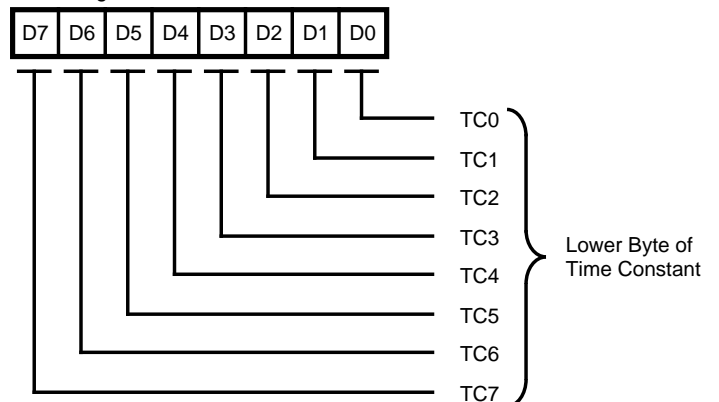 D7 D6 D5 D4 D3 D2 D1 D0
TC0
TC1
TC2
TC3
TC4
TC5
TC6
TC7
Lower Byte of
Time Constant